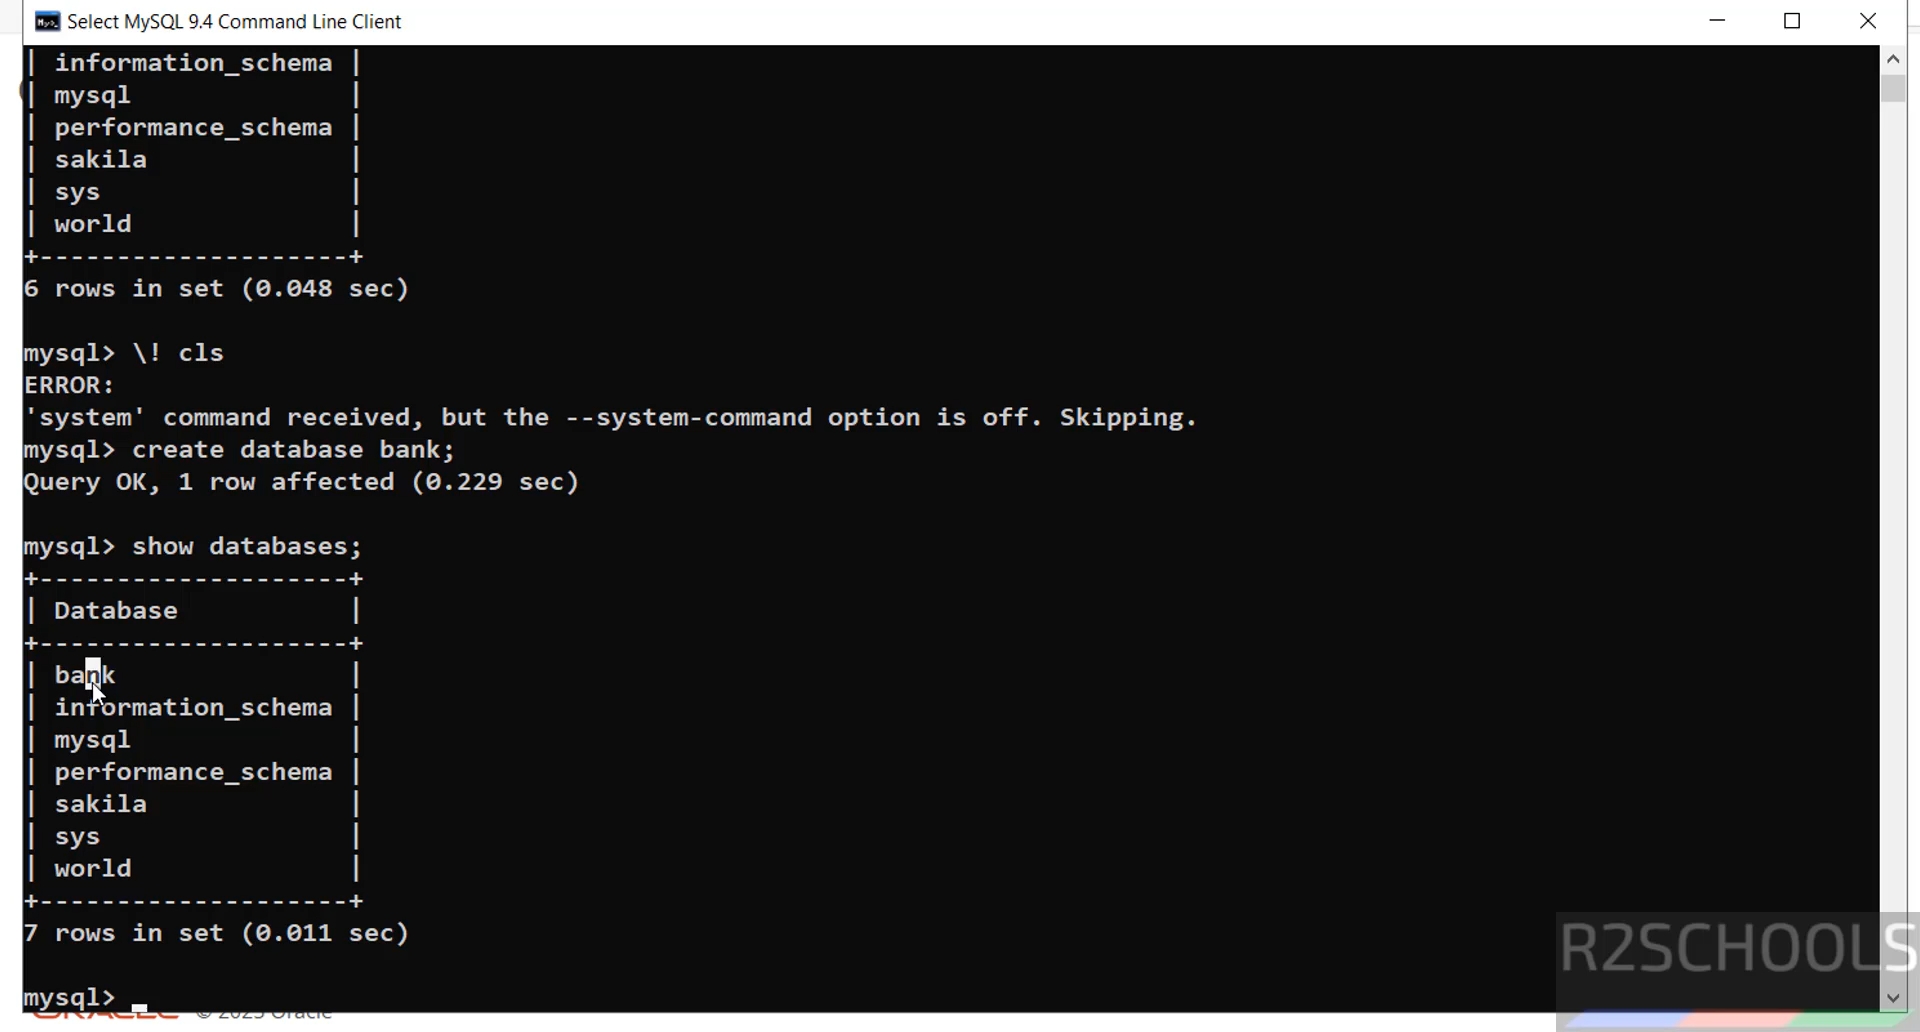 Select MySQL 9.4 Command Line Client
| information_schema |
| mysql              |
| performance_schema |
| sakila             |
| sys                |
| world              |
+--------------------+
6 rows in set (0.048 sec)
mysql> \! cls
ERROR:
'system' command received, but the --system-command option is off. Skipping.
mysql> create database bank;
Query OK, 1 row affected (0.229 sec)
mysql> show databases;
+--------------------+
| Database           |
+--------------------+
| bank               |
| information_schema |
| mysql              |
| performance_schema |
| sakila             |
| sys                |
| world              |
+--------------------+
7 rows in set (0.011 sec)
mysql>
R2SCHOOLS
ORACLE © 2025 Oracle